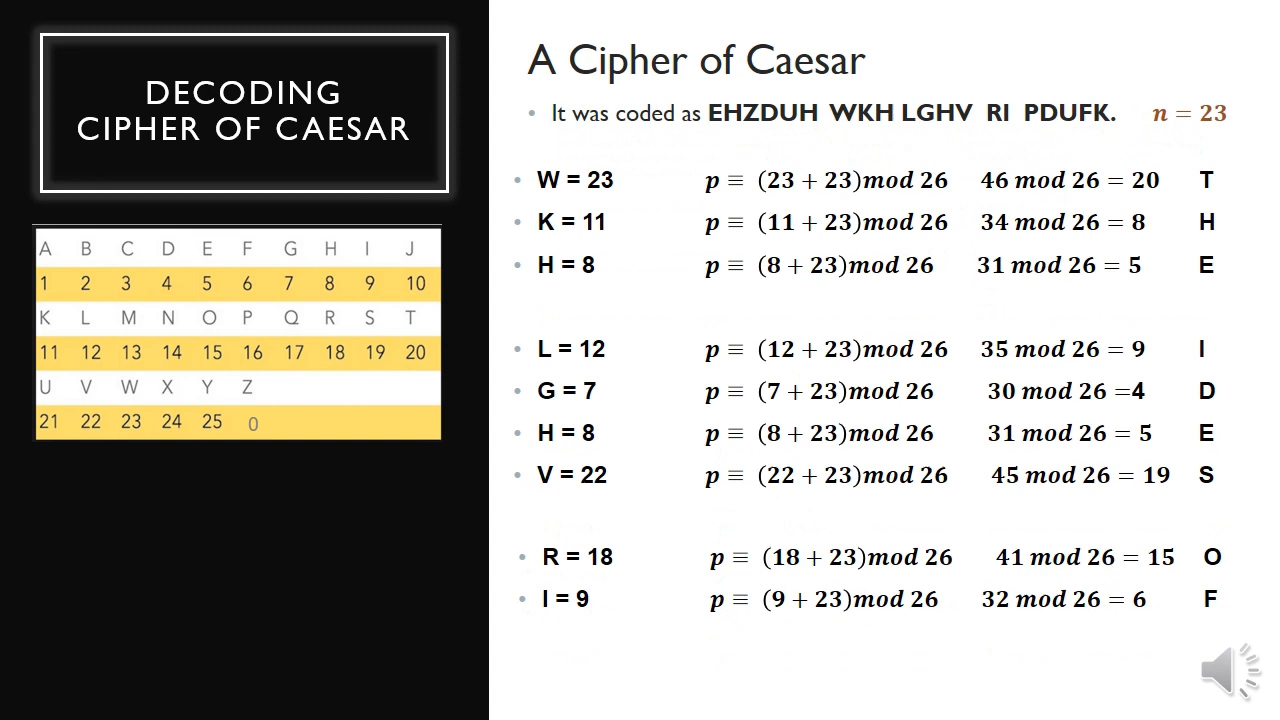 DECODING
CIPHER OF CAESAR
A B C D E F G H I J
1 2 3 4 5 6 7 8 9 10
K L M N O P Q R S T
11 12 13 14 15 16 17 18 19 20
U V W X Y Z
21 22 23 24 25 0
A Cipher of Caesar
• It was coded as EHZDUH WKH LGHV RI PDUFK. n = 23
• W = 23 p ≡ (23 + 23)mod 26 46 mod 26 = 20 T
• K = 11 p ≡ (11 + 23)mod 26 34 mod 26 = 8 H
• H = 8 p ≡ (8 + 23)mod 26 31 mod 26 = 5 E
• L = 12 p ≡ (12 + 23)mod 26 35 mod 26 = 9 I
• G = 7 p ≡ (7 + 23)mod 26 30 mod 26 =4 D
• H = 8 p ≡ (8 + 23)mod 26 31 mod 26 = 5 E
• V = 22 p ≡ (22 + 23)mod 26 45 mod 26 = 19 S
• R = 18 p ≡ (18 + 23)mod 26 41 mod 26 = 15 O
• I = 9 p ≡ (9 + 23)mod 26 32 mod 26 = 6 F